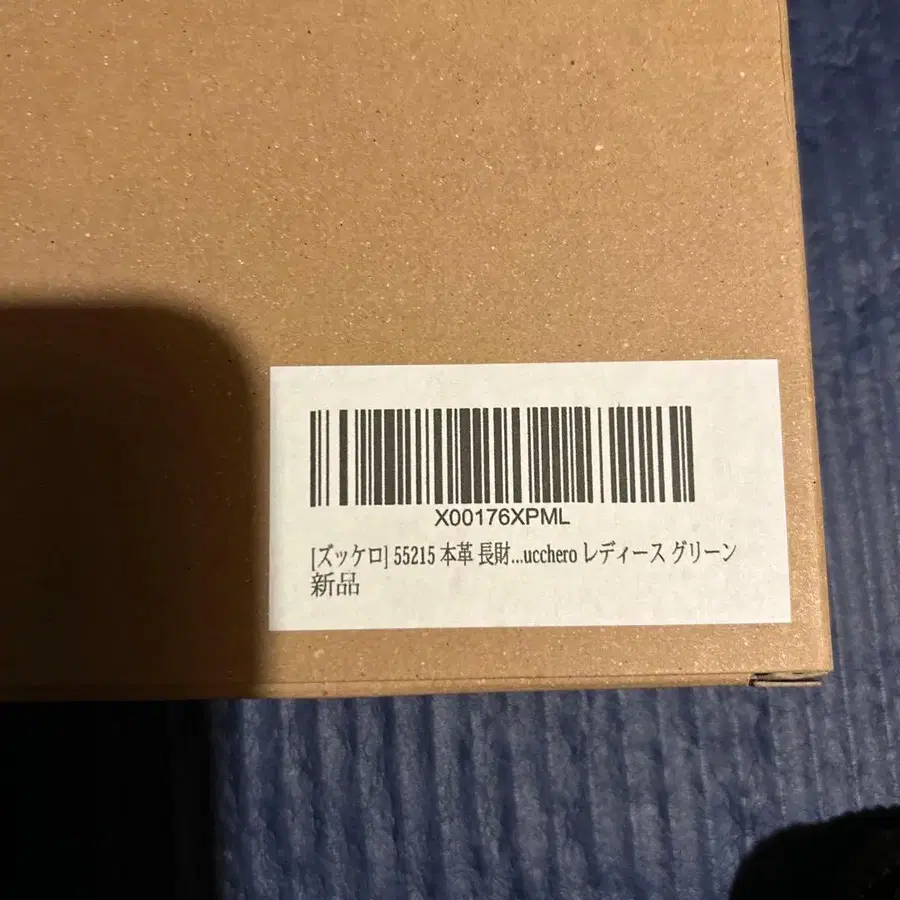 X00176XPML
[ズッケロ] 55215 本革 長財...ucchero レディース グリーン
新品